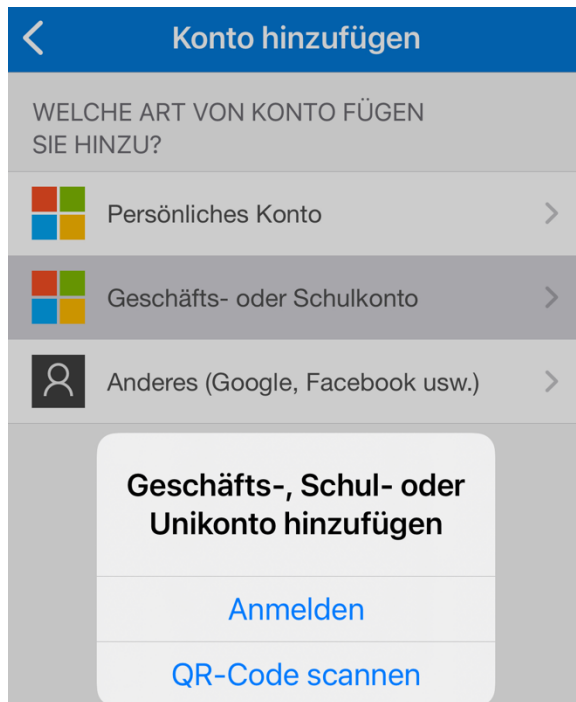 Konto hinzufügen
WELCHE ART VON KONTO FÜGEN
SIE HINZU?
Persönliches Konto
Geschäfts- oder Schulkonto
Anderes (Google, Facebook usw.)
Geschäfts-, Schul- oder
Unikonto hinzufügen
Anmelden
QR-Code scannen